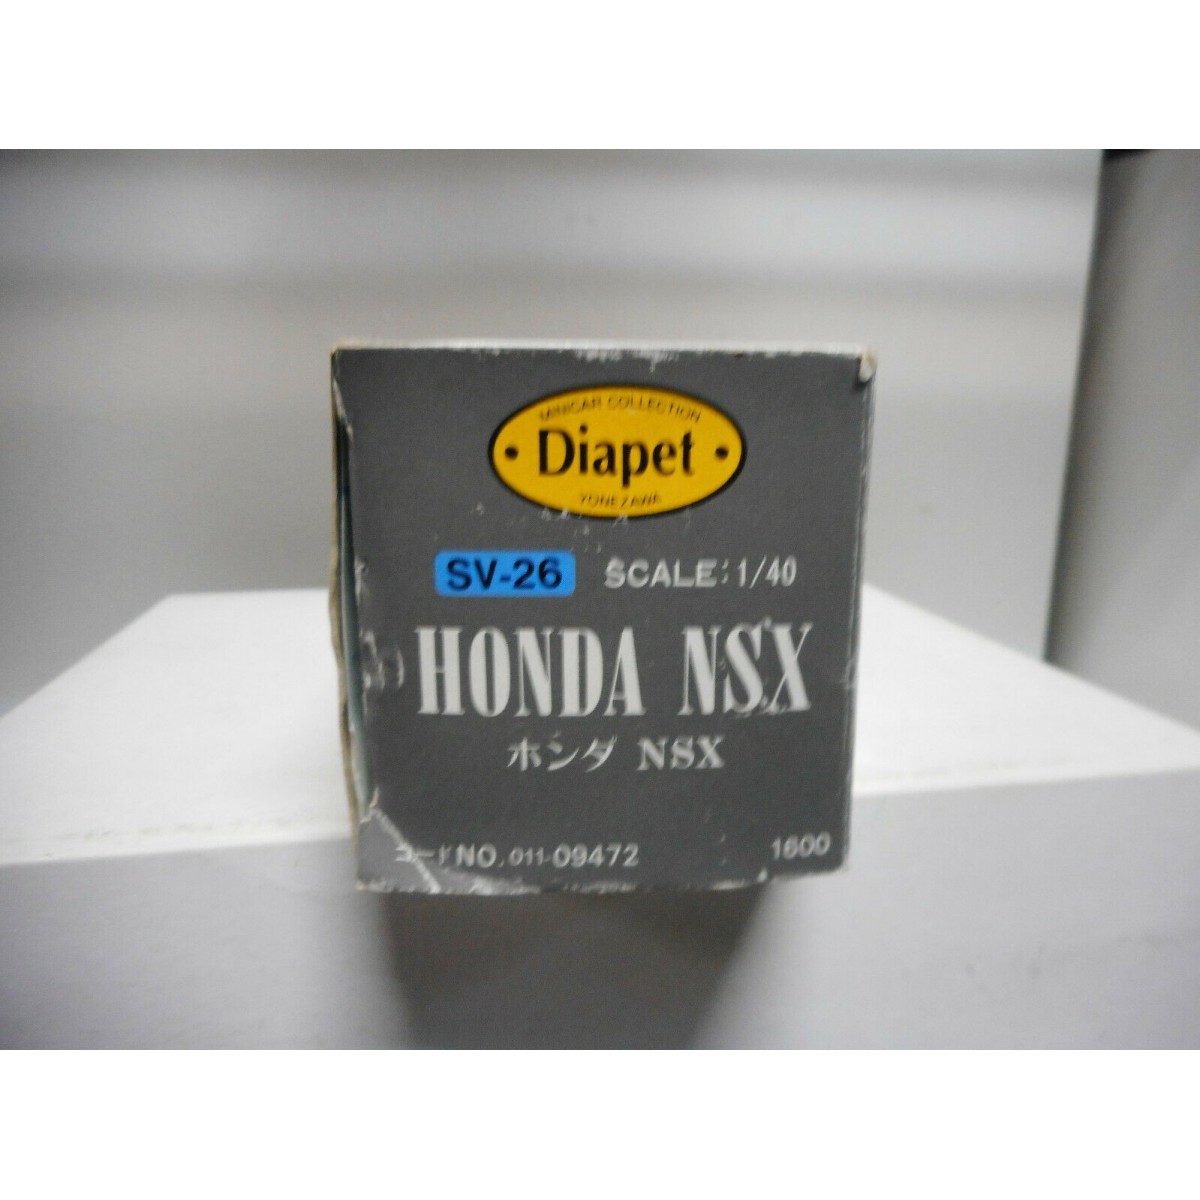 MINICAR COLLECTION
• Diapet •
YONEZAWA
SV-26 SCALE:1/40
HONDA NSX
ホンダ NSX
コードNO. 011-09472 1600